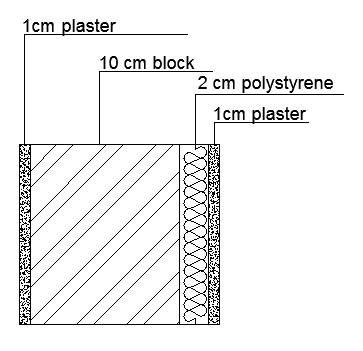 1cm plaster
10 cm block
2 cm polystyrene
1cm plaster